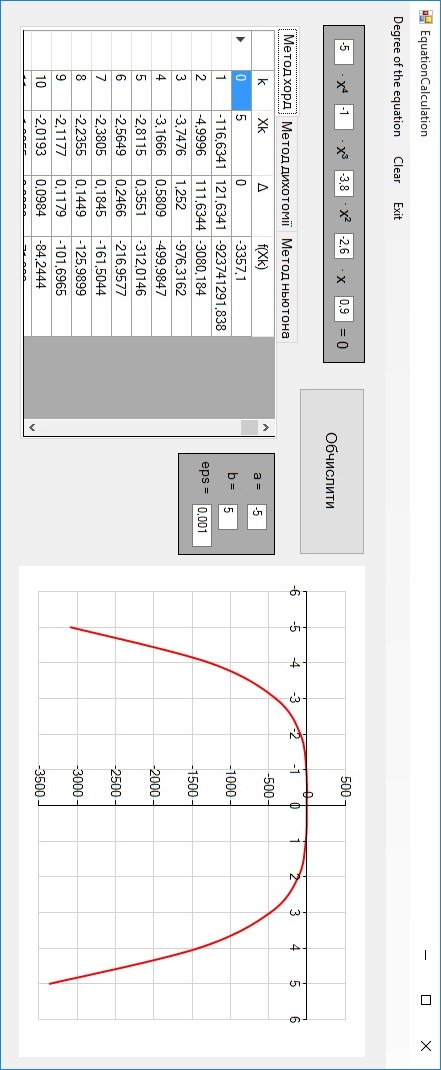 EquationCalculation
Degree of the equation Clear Exit
-5 · x⁴ -1 · x³ -3,8 · x² -2,6 · x 0,9 = 0
Обчислити
Метод хорд Метод дихотомії Метод ньютона
k Xk Δ f(Xk)
0 5 0 -3357,1
1 -116,6341 121,6341 -923741291,838
2 -4,9996 111,6344 -3080,184
3 -3,7476 1,252 -976,3162
4 -3,1666 0,5809 -499,9847
5 -2,8115 0,3551 -312,0146
6 -2,5649 0,2466 -216,9577
7 -2,3805 0,1845 -161,5044
8 -2,2355 0,1449 -125,9899
9 -2,1177 0,1179 -101,6965
10 -2,0193 0,0984 -84,2444
a = -5
b = 5
eps = 0,001
500
0
-500
-1000
-1500
-2000
-2500
-3000
-3500
-6 -5 -4 -3 -2 -1 0 1 2 3 4 5 6